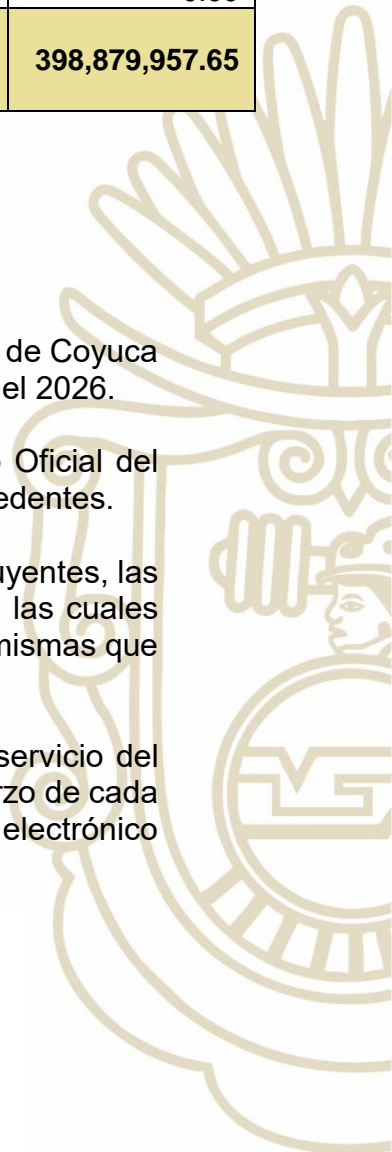 398,879,957.65
de Coyuca
el 2026.
Oficial del
edentes.
uyentes, las
las cuales
mismas que
servicio del
rzo de cada
electrónico